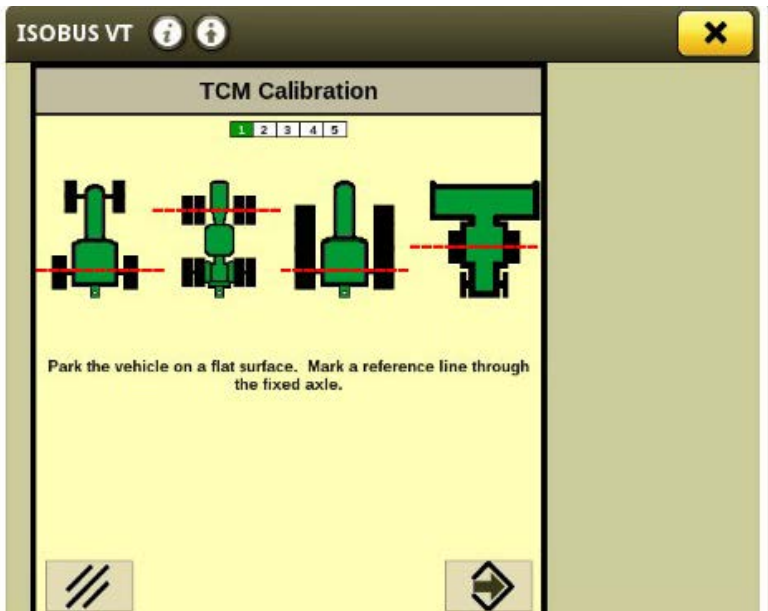 ISOBUS VT
TCM Calibration
1 2 3 4 5
Park the vehicle on a flat surface. Mark a reference line through
the fixed axle.